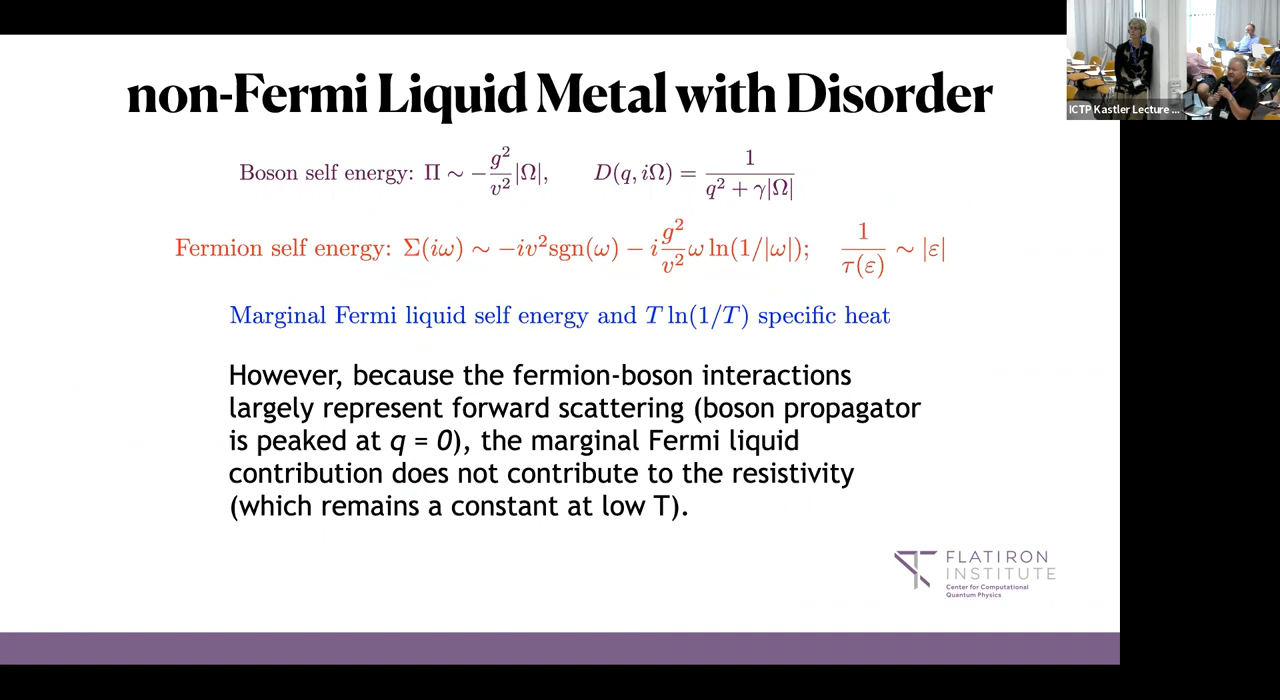 non-Fermi Liquid Metal with Disorder
Boson self energy: Π ∼ −g²/v²|Ω|, D(q, iΩ) = 1/(q² + γ|Ω|)
Fermion self energy: Σ(iω) ∼ −iv²sgn(ω) − i g²/v² ω ln(1/|ω|); 1/τ(ε) ∼ |ε|
Marginal Fermi liquid self energy and T ln(1/T) specific heat
However, because the fermion-boson interactions
largely represent forward scattering (boson propagator
is peaked at q = 0), the marginal Fermi liquid
contribution does not contribute to the resistivity
(which remains a constant at low T).
FLATIRON
INSTITUTE
Center for Computational
Quantum Physics
ICTP Kastler Lecture ...